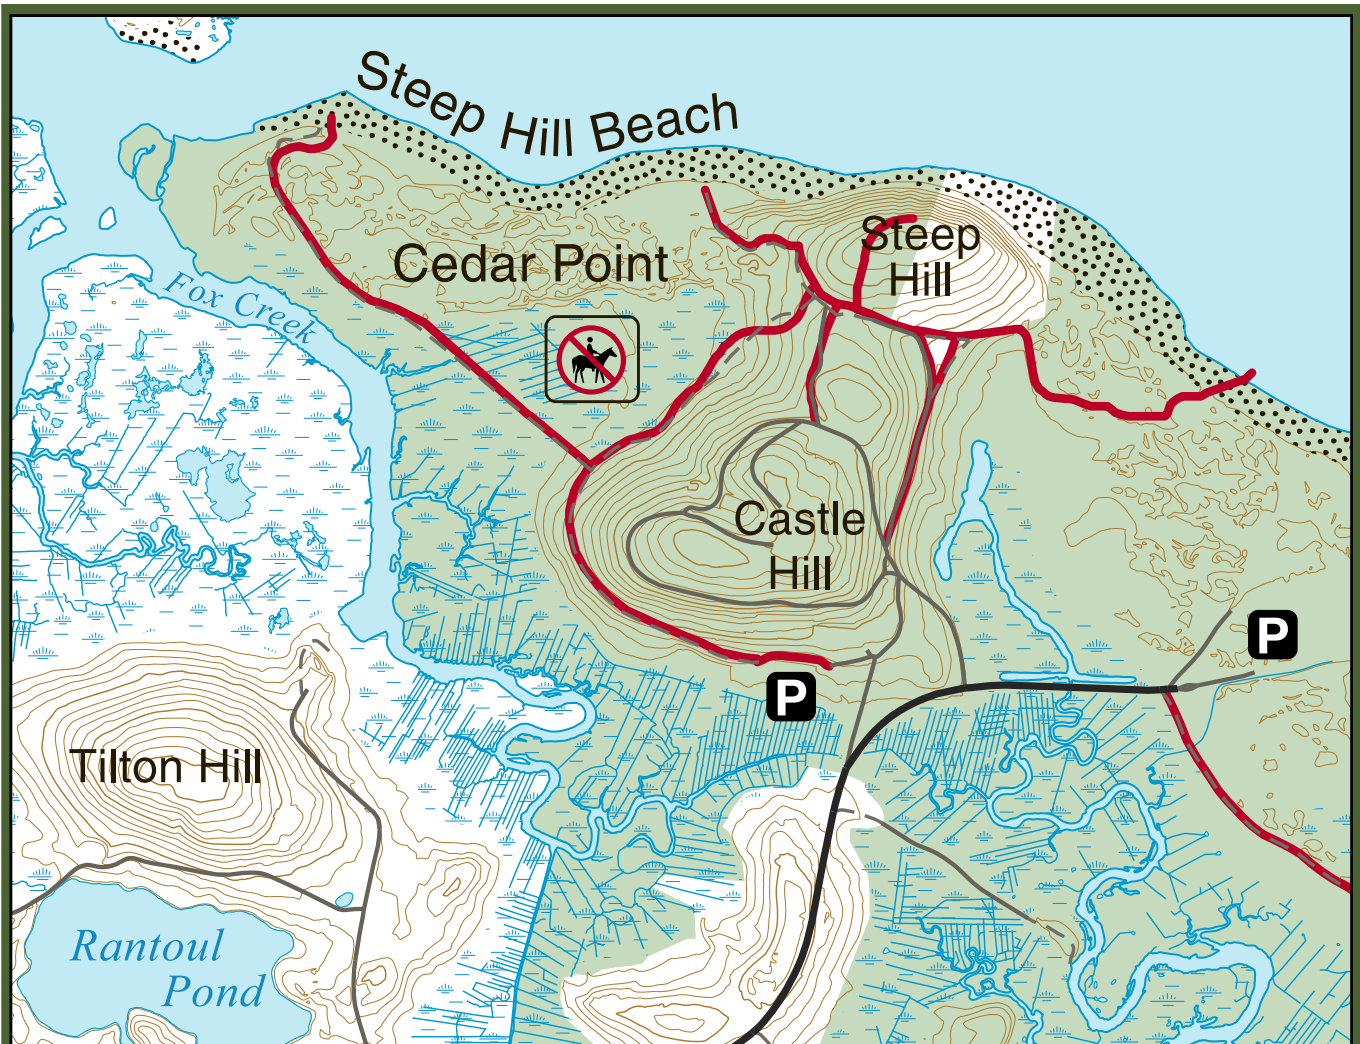 Steep Hill Beach
Steep
Hill
Cedar Point
Fox Creek
Castle
Hill
P
P
Tilton Hill
Rantoul
Pond